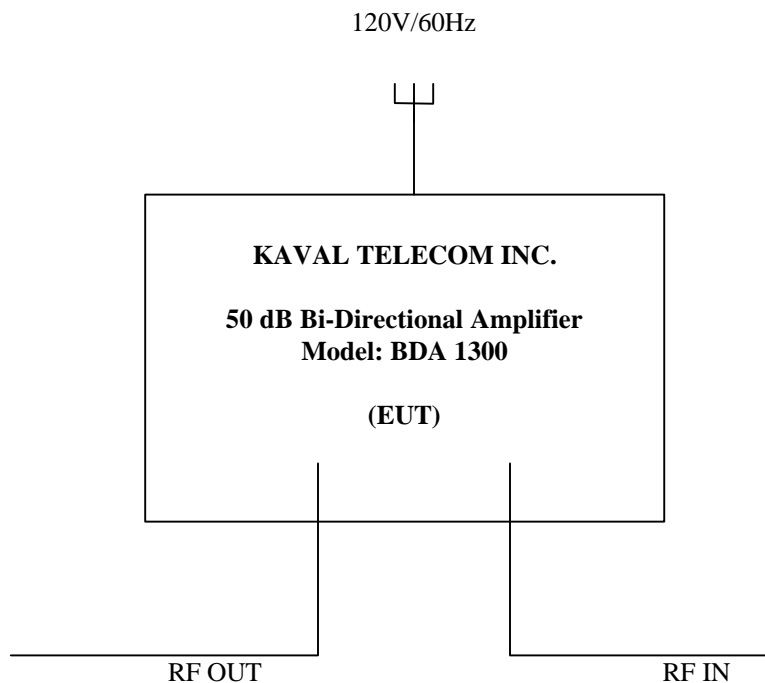 120V/60Hz
KAVAL TELECOM INC.
50 dB Bi-Directional Amplifier
Model: BDA 1300
(EUT)
RF OUT
RF IN